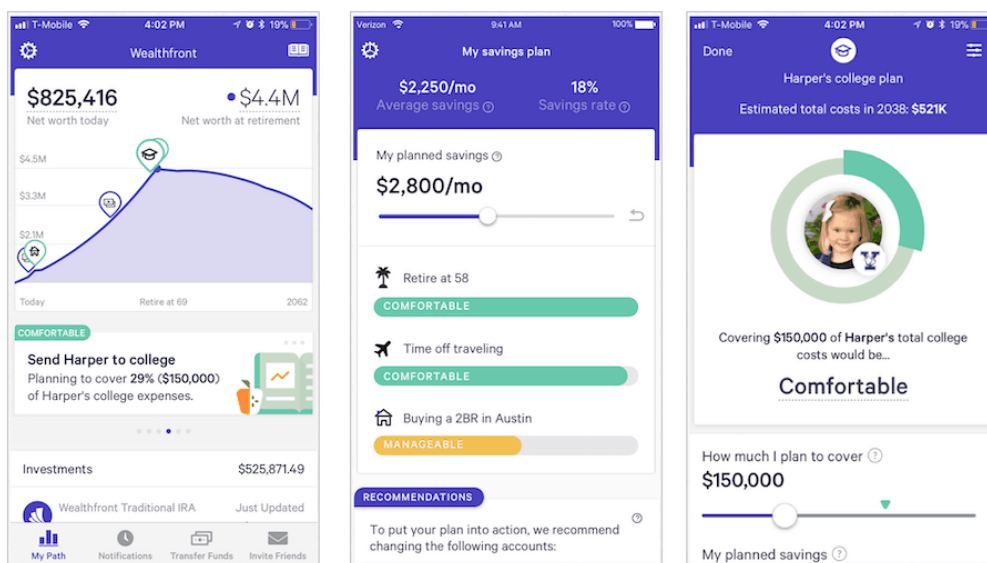 T-Mobile 4:02 PM 19%
Wealthfront
$825,416
$4.4M
Net worth today
Net worth at retirement
$4.5M
$3.3M
$2.1M
Today
Retire at 69
2062
COMFORTABLE
Send Harper to college
Planning to cover 29% ($150,000)
of Harper's college expenses.
Investments
$525,871.49
Wealthfront Traditional IRA
Just Updated
My Path
Notifications
Transfer Funds
Invite Friends
Verizon 9:41 AM 100%
My savings plan
$2,250/mo
18%
Average savings ?
Savings rate ?
My planned savings ?
$2,800/mo
Retire at 58
COMFORTABLE
Time off traveling
COMFORTABLE
Buying a 2BR in Austin
MANAGEABLE
RECOMMENDATIONS
To put your plan into action, we recommend
?
changing the following accounts:
T-Mobile 4:02 PM 19%
Done
Harper's college plan
Estimated total costs in 2038: $521K
Y
Covering $150,000 of Harper's total college
costs would be...
Comfortable
How much I plan to cover ?
$150,000
My planned savings ?